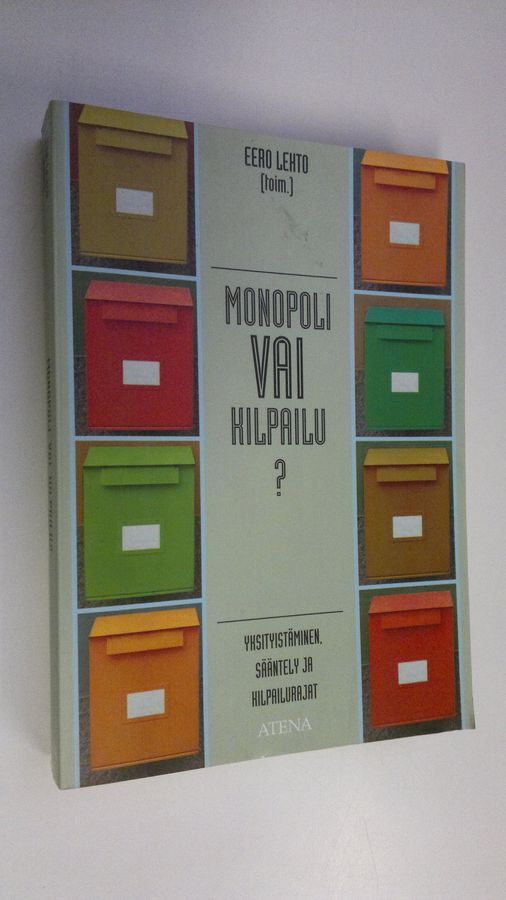 EERO LEHTO
(toim.)
MONOPOLI
VAI
KILPAILU
?
YKSITYISTÄMINEN,
SÄÄNTELY JA
KILPAILURAJAT
ATENA